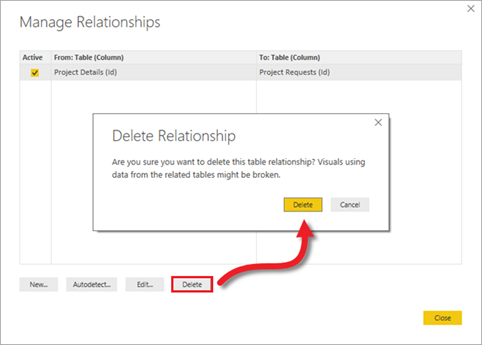 Manage Relationships
Active From: Table (Column) To: Table (Column)
Project Details (Id) Project Requests (Id)
Delete Relationship
Are you sure you want to delete this table relationship? Visuals using
data from the related tables might be broken.
Delete Cancel
New... Autodetect... Edit... Delete
Close